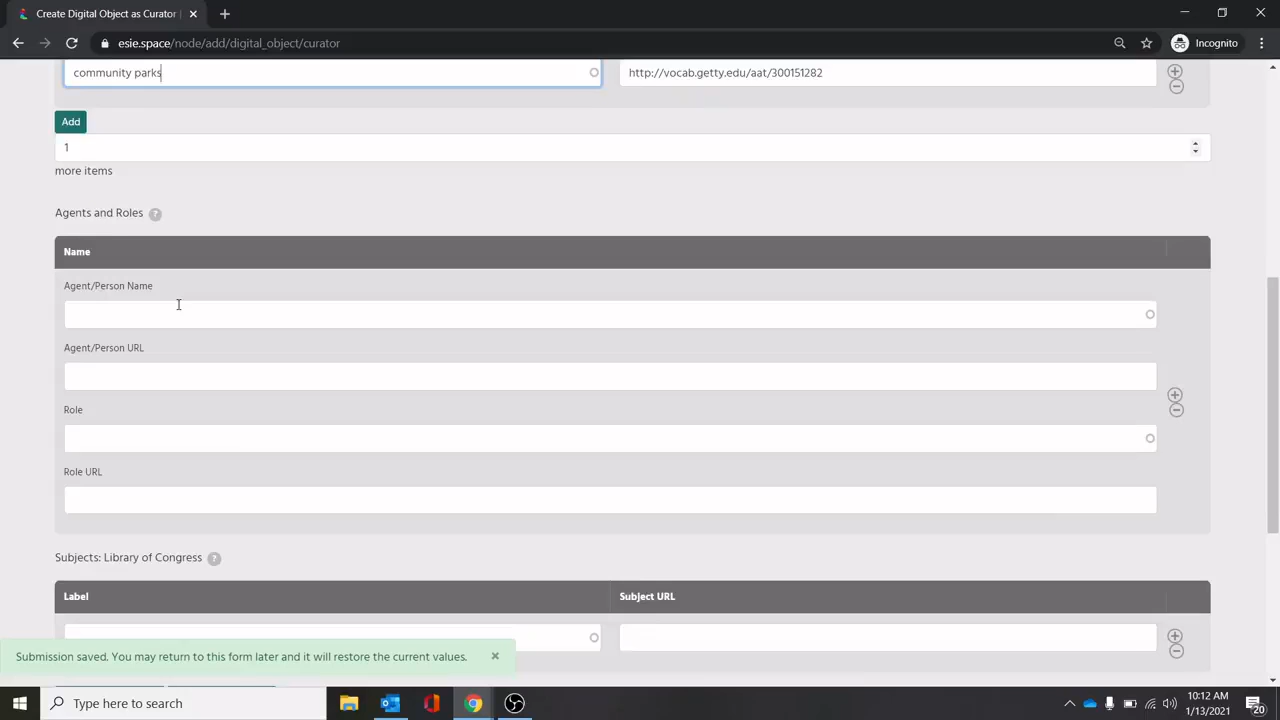 Create Digital Object as Curator
esie.space/node/add/digital_object/curator
Incognito
community parks
http://vocab.getty.edu/aat/300151282
Add
1
more items
Agents and Roles ?
Name
Agent/Person Name
Agent/Person URL
Role
Role URL
Subjects: Library of Congress ?
Label
Subject URL
Submission saved. You may return to this form later and it will restore the current values.
Type here to search
10:12 AM
1/13/2021
20